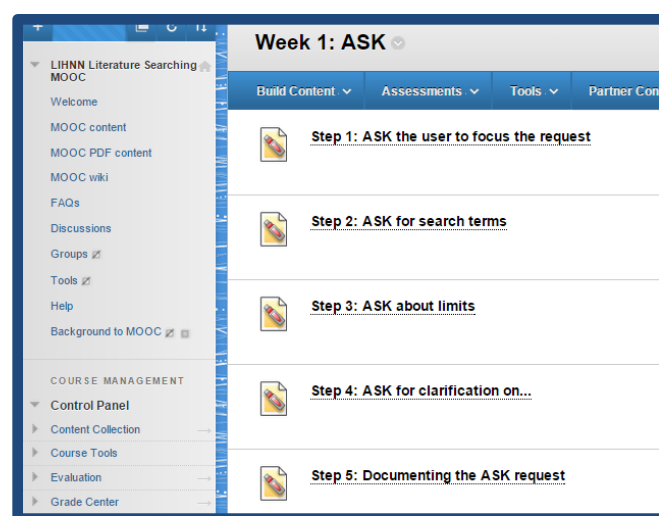 LIHNN Literature Searching
MOOC
Welcome
MOOC content
MOOC PDF content
MOOC wiki
FAQs
Discussions
Groups
Tools
Help
Background to MOOC
COURSE MANAGEMENT
Control Panel
Content Collection
Course Tools
Evaluation
Grade Center
Week 1: ASK
Build Content Assessments Tools Partner Con
Step 1: ASK the user to focus the request
Step 2: ASK for search terms
Step 3: ASK about limits
Step 4: ASK for clarification on...
Step 5: Documenting the ASK request